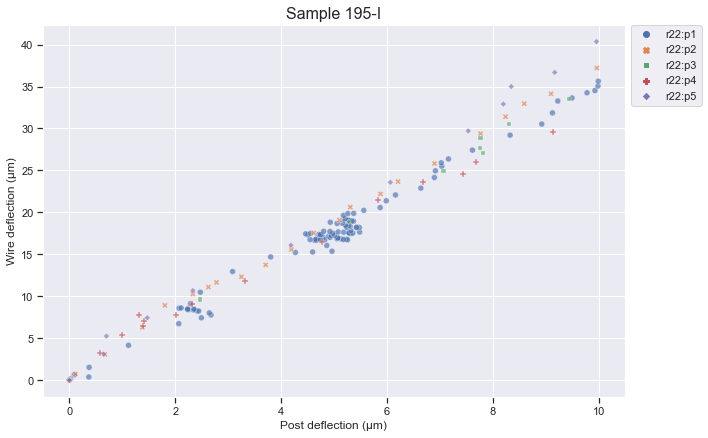 Sample 195-I
r22:p1
r22:p2
r22:p3
r22:p4
r22:p5
40
35
30
25
20
15
10
5
0
Wire deflection (μm)
0 2 4 6 8 10
Post deflection (μm)